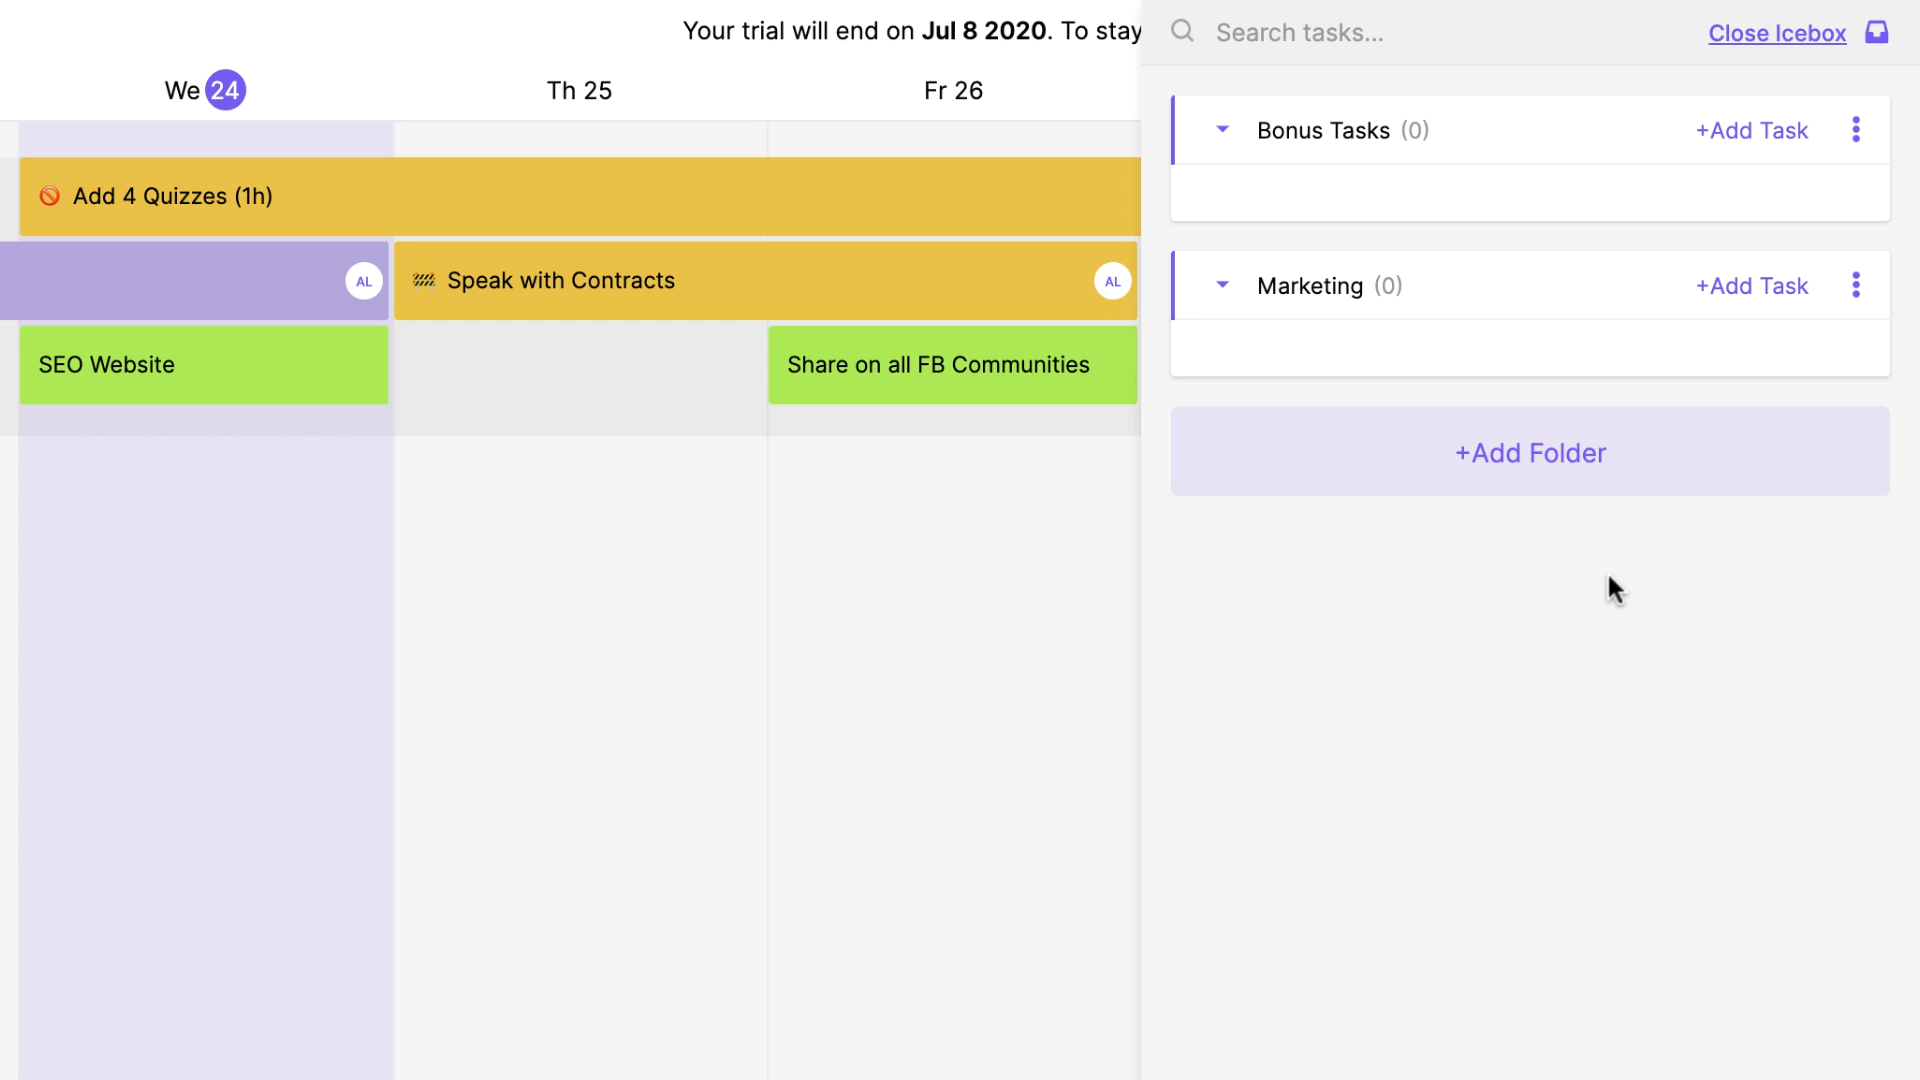 Your trial will end on Jul 8 2020. To stay
Search tasks...
Close Icebox
We 24
Th 25
Fr 26
Bonus Tasks (0)
+Add Task
Add 4 Quizzes (1h)
AL
Speak with Contracts
AL
Marketing (0)
+Add Task
SEO Website
Share on all FB Communities
+Add Folder